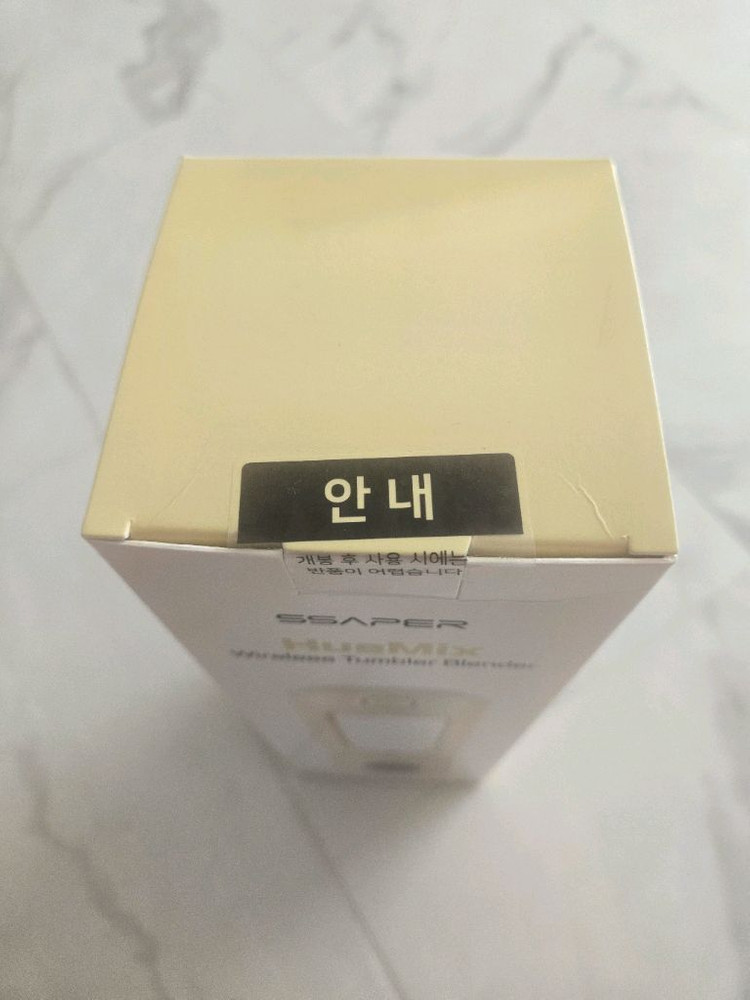 안내
개봉 후 사용 시에는
반품이 어렵습니다
SSAPER
HueMix
Wireless Tumbler Blender